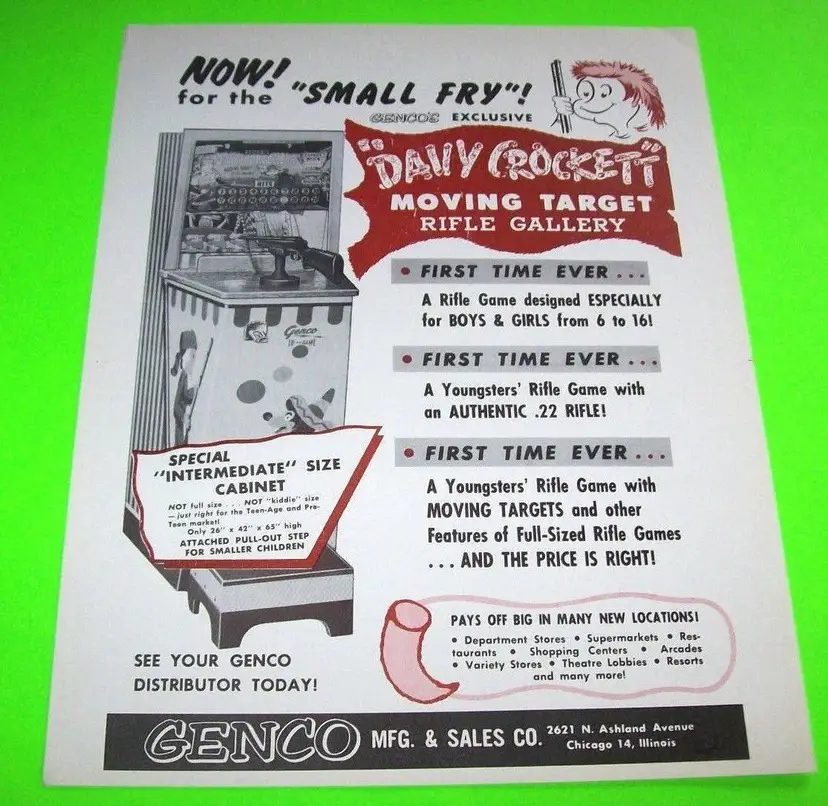 NOW!
for the "SMALL FRY"!
GENCO'S EXCLUSIVE
"DAVY CROCKETT"
MOVING TARGET
RIFLE GALLERY
• FIRST TIME EVER...
A Rifle Game designed ESPECIALLY
for BOYS & GIRLS from 6 to 16!
• FIRST TIME EVER...
A Youngsters' Rifle Game with
an AUTHENTIC .22 RIFLE!
• FIRST TIME EVER...
A Youngsters' Rifle Game with
MOVING TARGETS and other
Features of Full-Sized Rifle Games
...AND THE PRICE IS RIGHT!
HITS
Genco
SPECIAL
"INTERMEDIATE" SIZE
CABINET
NOT full size... NOT "kiddie" size
—just right for the Teen-Age and Pre-
Teen market!
Only 26" x 42" x 65" high
ATTACHED PULL-OUT STEP
FOR SMALLER CHILDREN
PAYS OFF BIG IN MANY NEW LOCATIONS!
• Department Stores • Supermarkets • Res-
taurants • Shopping Centers • Arcades
• Variety Stores • Theatre Lobbies • Resorts
and many more!
SEE YOUR GENCO
DISTRIBUTOR TODAY!
GENCO MFG. & SALES CO. 2621 N. Ashland Avenue
Chicago 14, Illinois